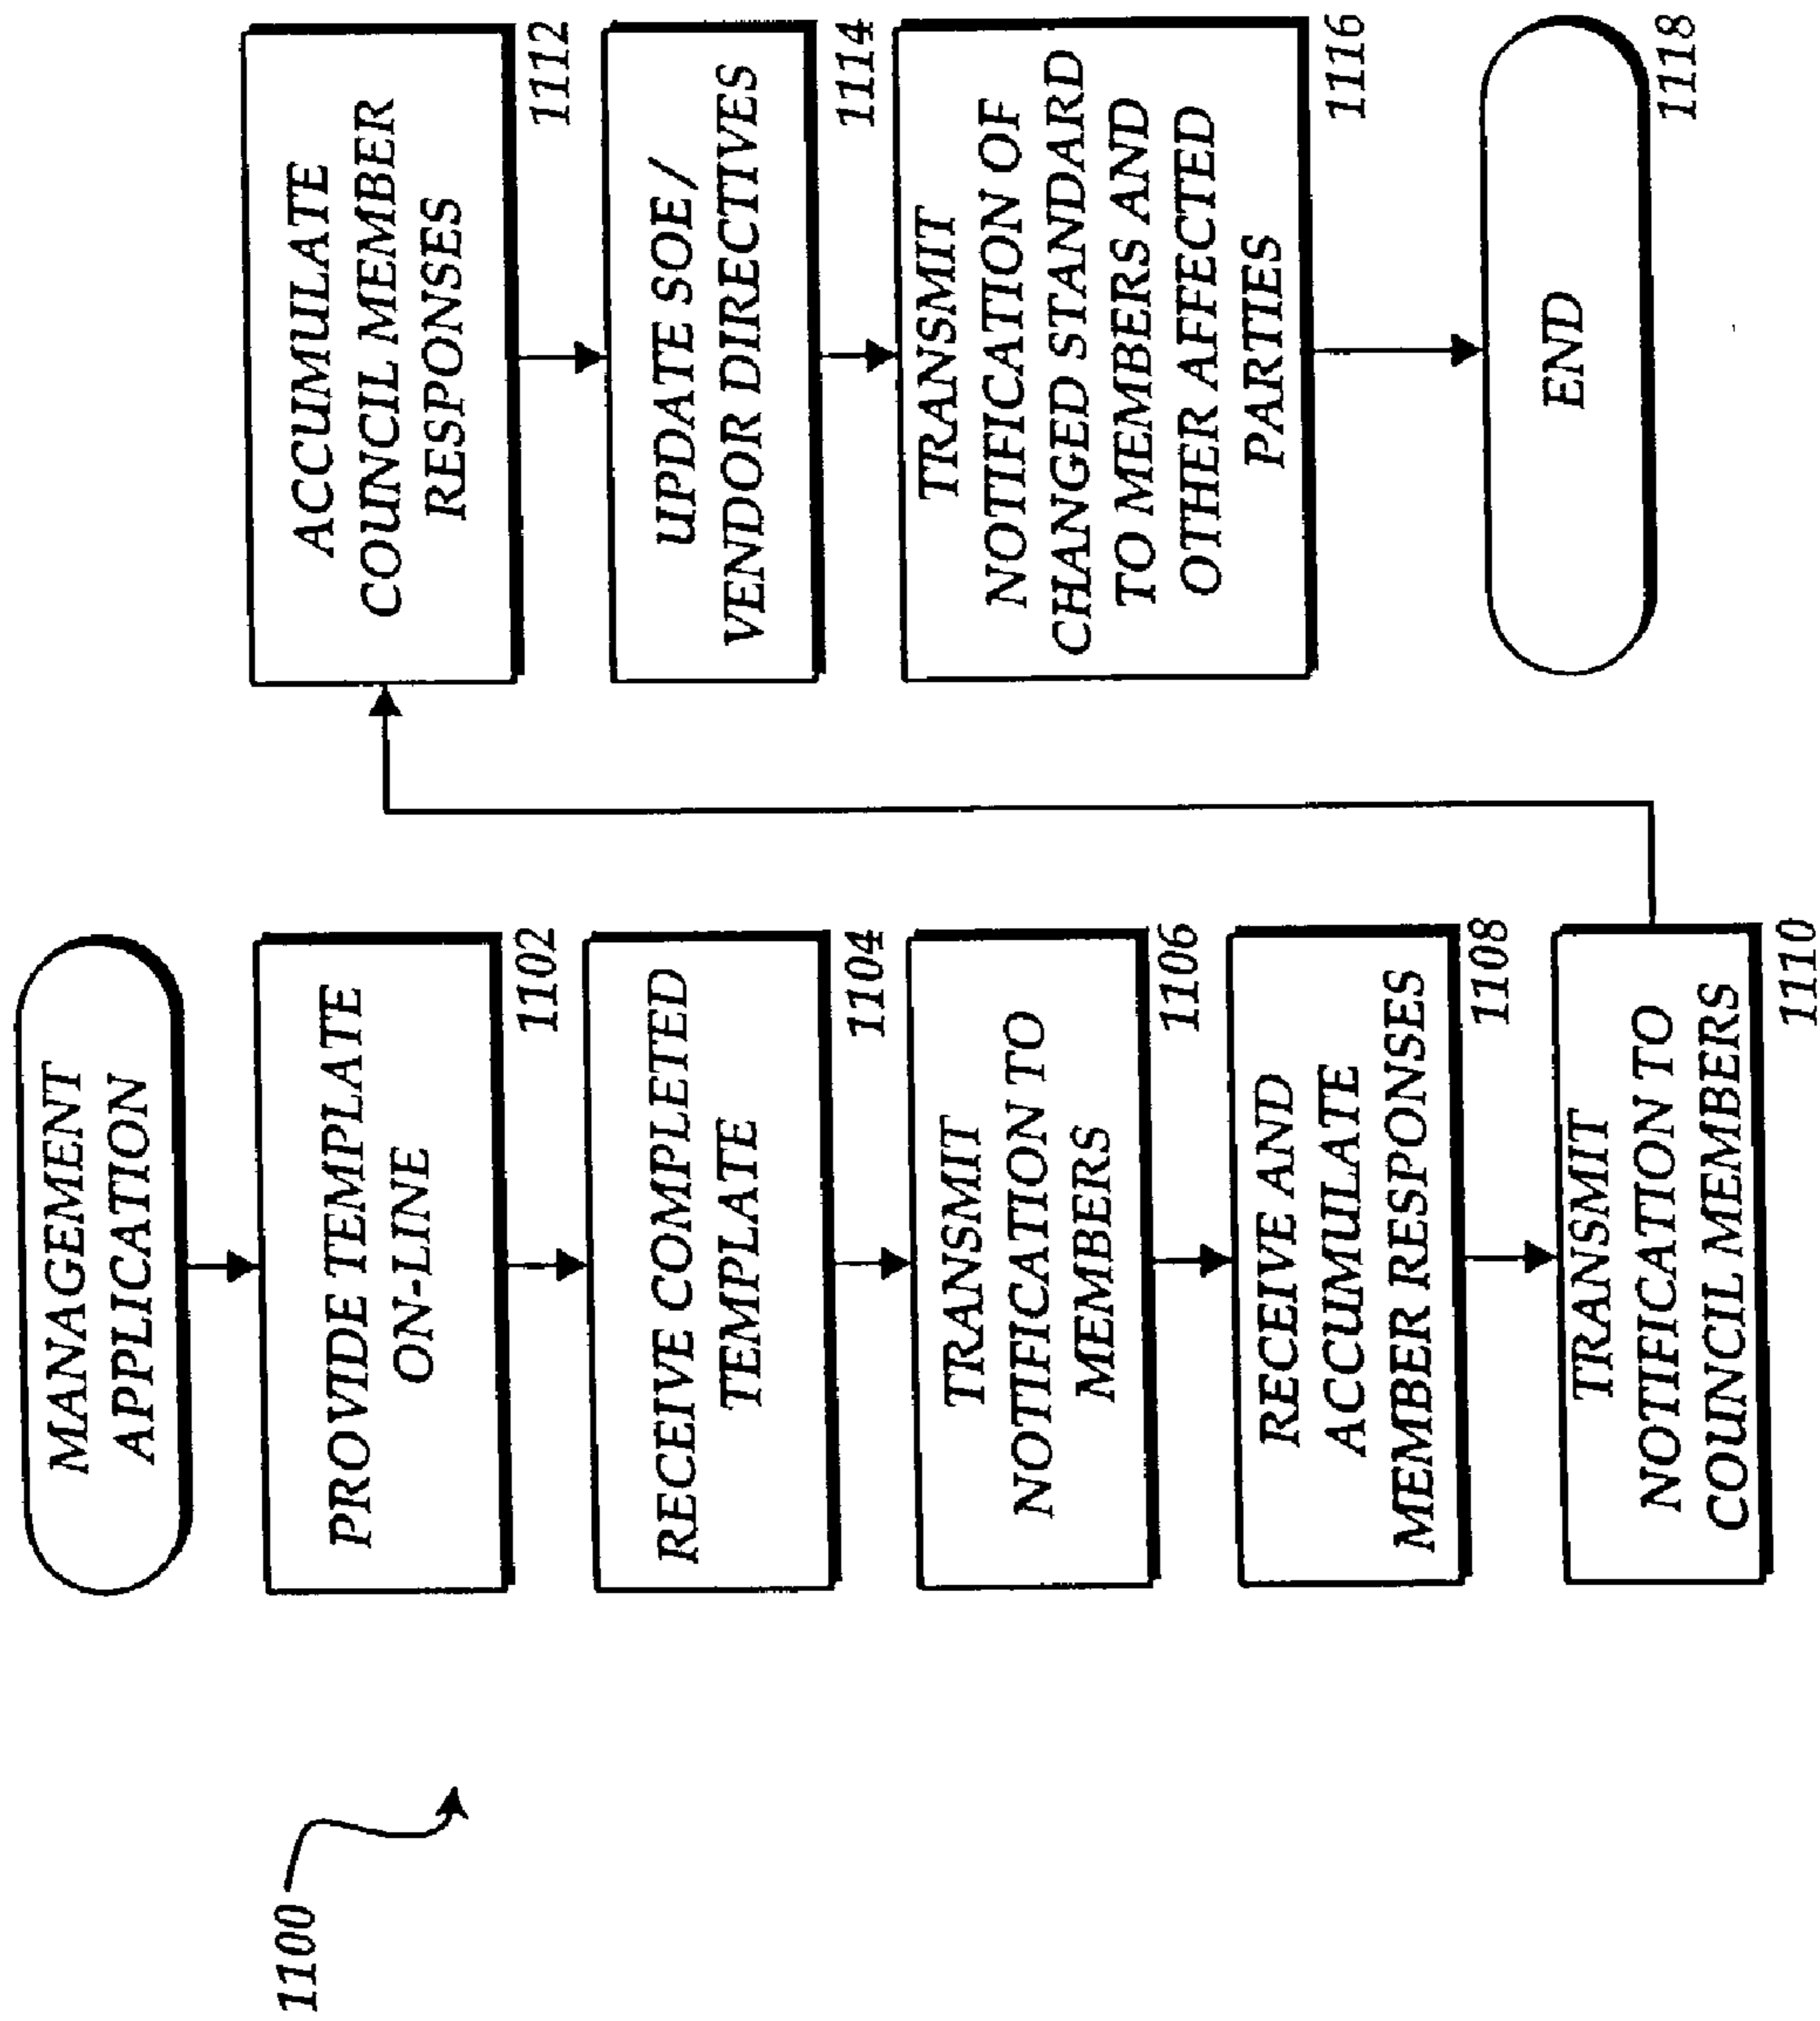 1100
MANAGEMENT
APPLICATION
PROVIDE TEMPLATE
ON-LINE
1102
RECEIVE COMPLETED
TEMPLATE
1104
TRANSMIT
NOTIFICATION TO
MEMBERS
1106
RECEIVE AND
ACCUMULATE
MEMBER RESPONSES
1108
TRANSMIT
NOTIFICATION TO
COUNCIL MEMBERS
1110
ACCUMULATE
COUNCIL MEMBER
RESPONSES
1112
UPDATE SOE /
VENDOR DIRECTIVES
1114
TRANSMIT
NOTIFICATION OF
CHANGED STANDARD
TO MEMBERS AND
OTHER AFFECTED
PARTIES
1116
END
1118